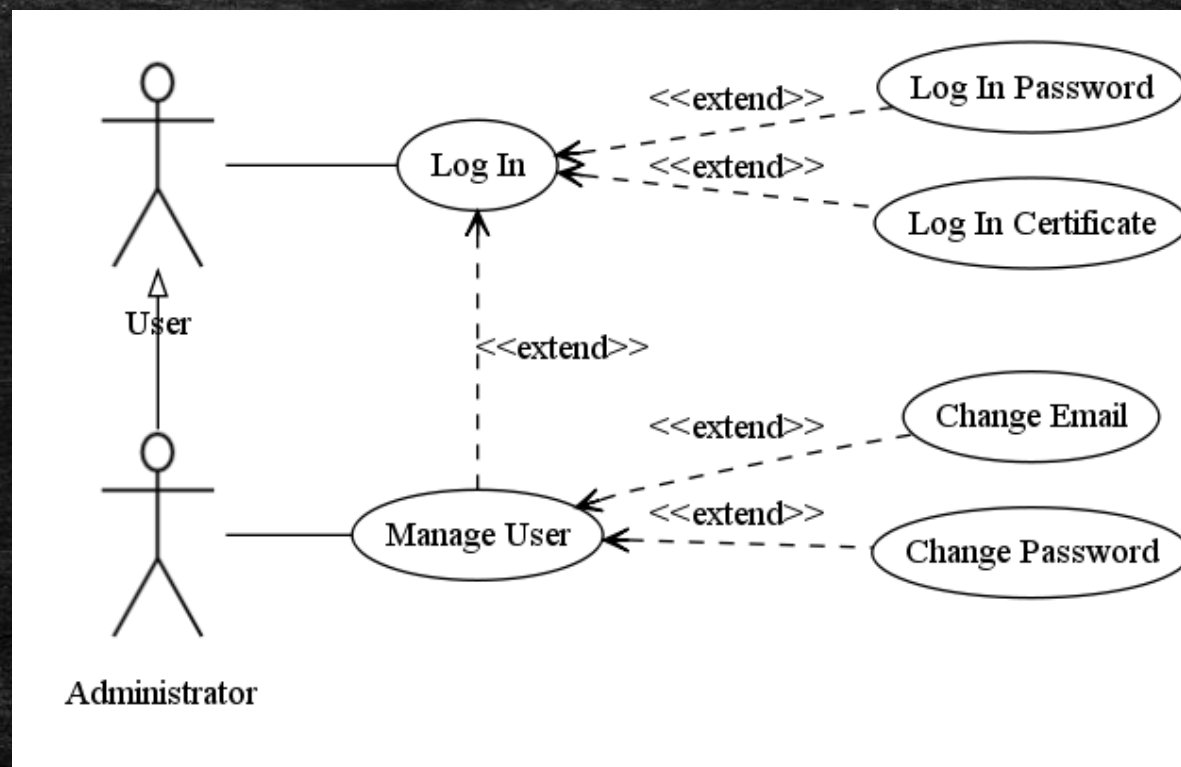 <<extend>>
Log In Password
Log In
<<extend>>
Log In Certificate
User
<<extend>>
Change Email
<<extend>>
<<extend>>
Manage User
Change Password
Administrator